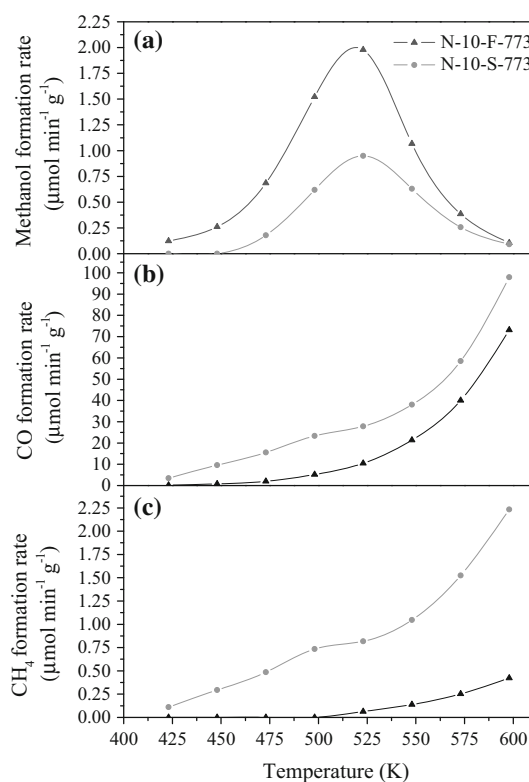 (a)
N-10-F-773
N-10-S-773
2.25
2.00
1.75
1.50
1.25
1.00
0.75
0.50
0.25
0.00
Methanol formation rate
(μmol min⁻¹ g⁻¹)
(b)
100
90
80
70
60
50
40
30
20
10
0
CO formation rate
(μmol min⁻¹ g⁻¹)
(c)
2.25
2.00
1.75
1.50
1.25
1.00
0.75
0.50
0.25
0.00
CH₄ formation rate
(μmol min⁻¹ g⁻¹)
400 425 450 475 500 525 550 575 600
Temperature (K)